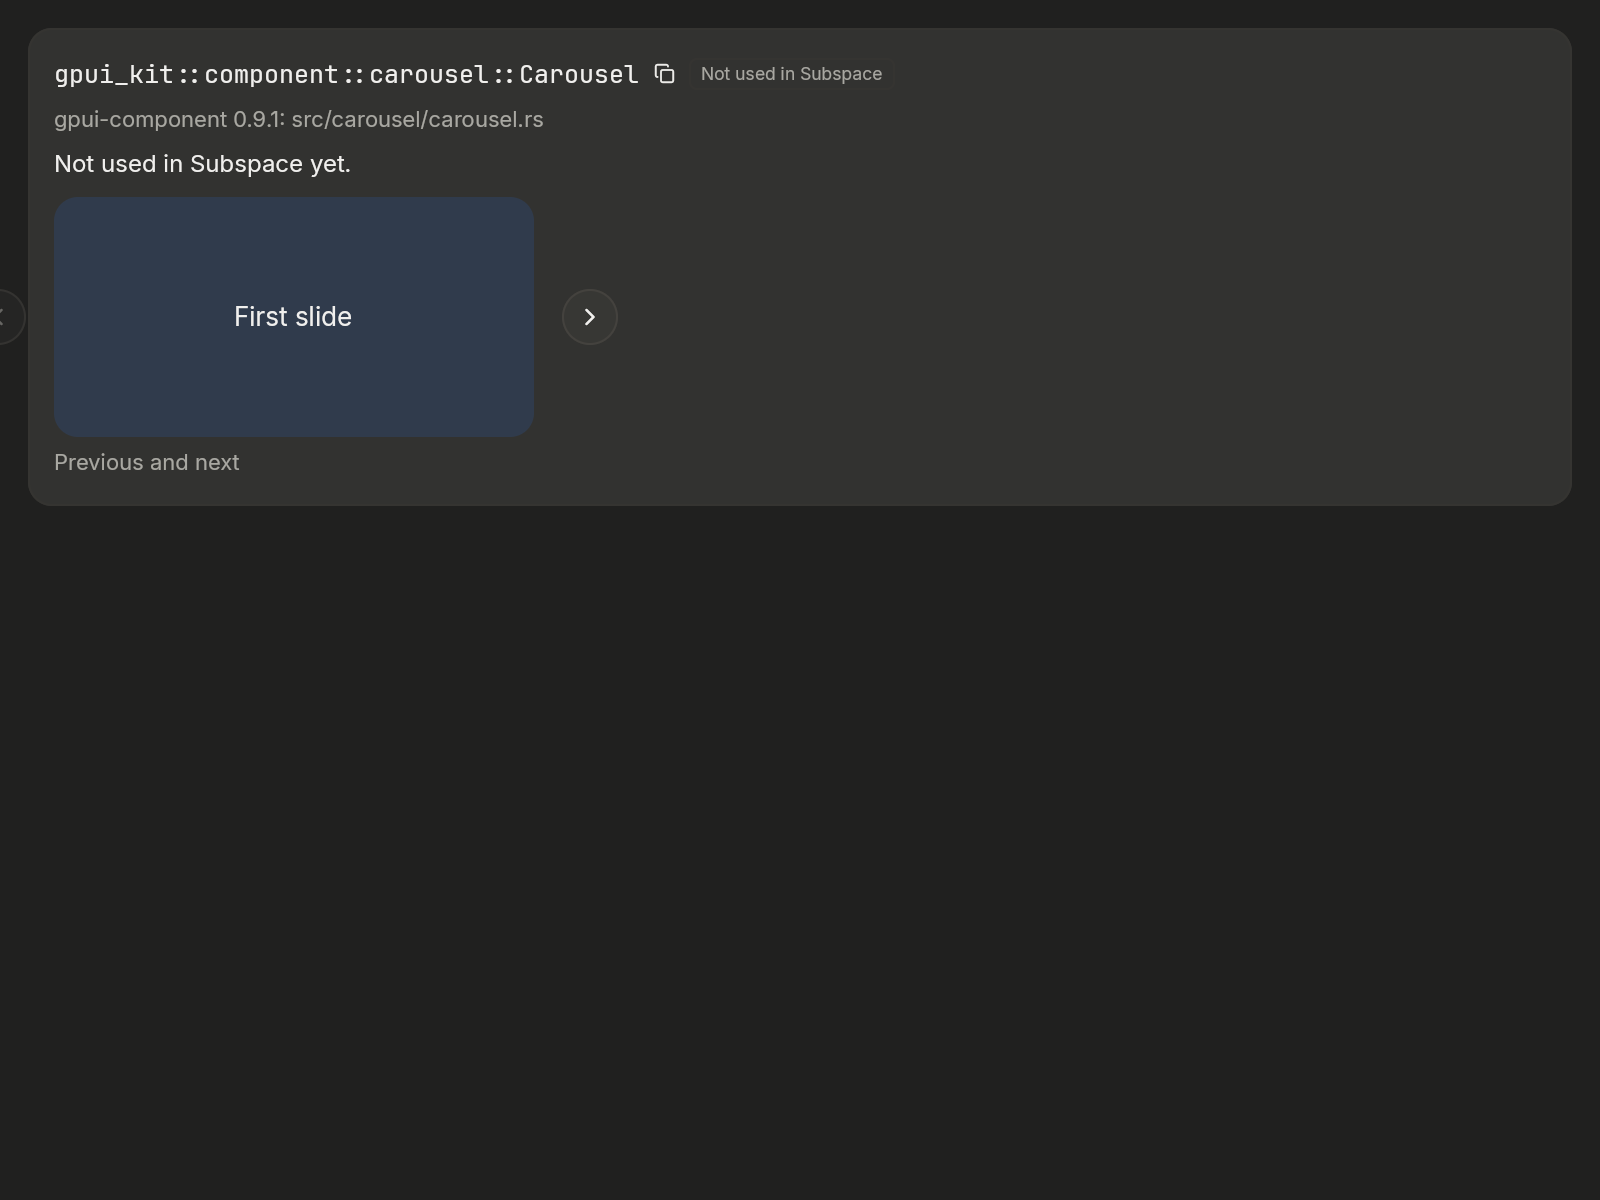 gpui_kit::component::carousel::Carousel Not used in Subspace
gpui-component 0.9.1: src/carousel/carousel.rs
Not used in Subspace yet.
First slide
Previous and next